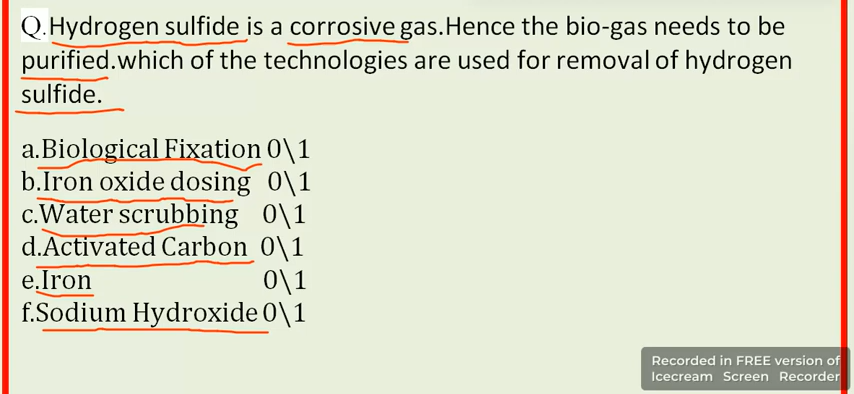 Q.Hydrogen sulfide is a corrosive gas.Hence the bio-gas needs to be
purified.which of the technologies are used for removal of hydrogen
sulfide.
a.Biological Fixation 0\1
b.Iron oxide dosing 0\1
c.Water scrubbing 0\1
d.Activated Carbon 0\1
e.Iron 0\1
f.Sodium Hydroxide 0\1
Recorded in FREE version of
Icecream Screen Recorder